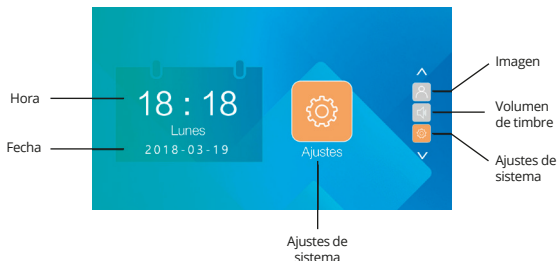 Imagen
Hora
18 : 18
Volumen
de timbre
Lunes
Fecha
2018-03-19
Ajustes
Ajustes de
sistema
Ajustes de
sistema